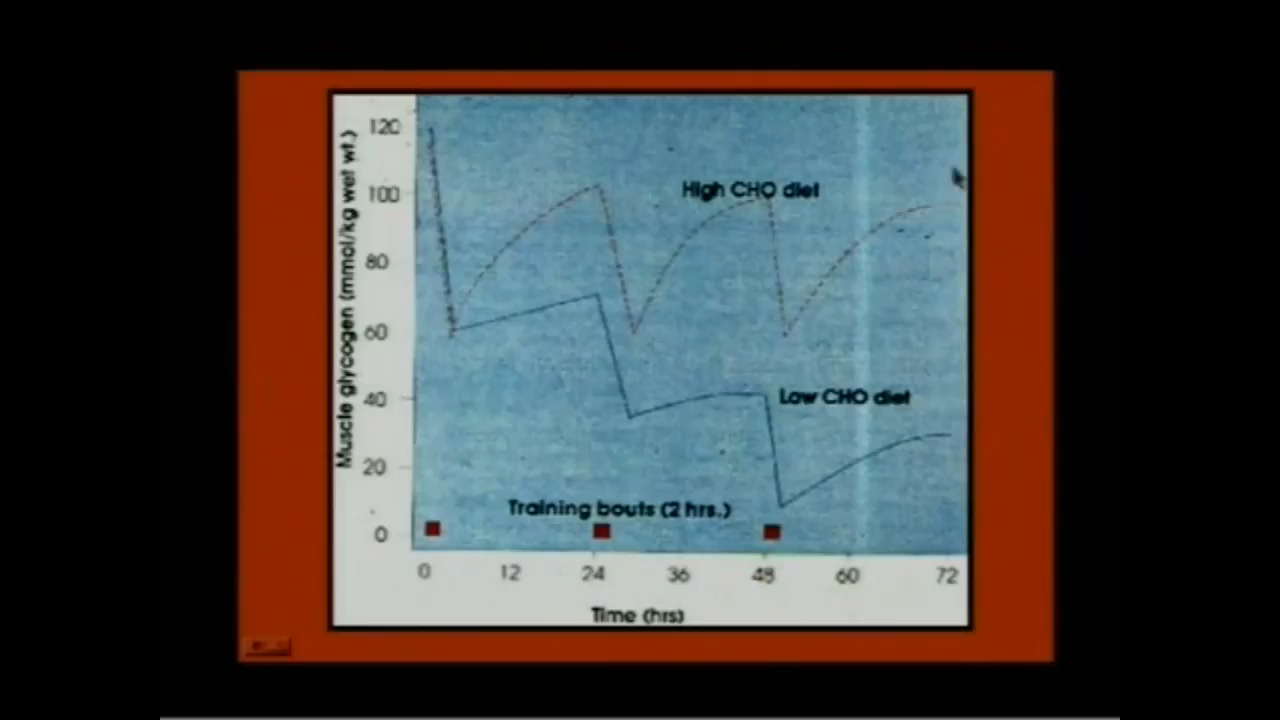 Muscle glycogen (mmol/kg wet wt.)
120
100
80
60
40
20
0
High CHO diet
Low CHO diet
Training bouts (2 hrs.)
0 12 24 36 48 60 72
Time (hrs)